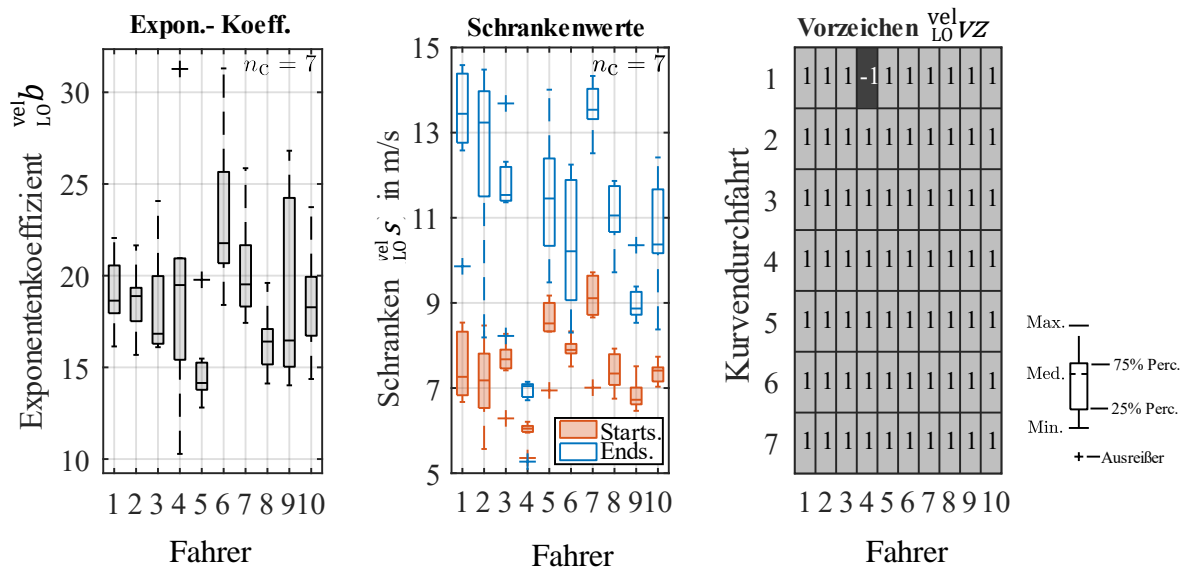 Expon.- Koeff.
n_C = 7
Exponentenkoeffizient vel LO b
30
25
20
15
10
1 2 3 4 5 6 7 8 9 10
Fahrer
Schrankenwerte
n_C = 7
Schranken vel LO s in m/s
15
13
11
9
7
5
Starts.
Ends.
1 2 3 4 5 6 7 8 9 10
Fahrer
Vorzeichen vel LO VZ
Kurvendurchfahrt
1 1 1 1 -1 1 1 1 1 1 1
2 1 1 1 1 1 1 1 1 1 1
3 1 1 1 1 1 1 1 1 1 1
4 1 1 1 1 1 1 1 1 1 1
5 1 1 1 1 1 1 1 1 1 1
6 1 1 1 1 1 1 1 1 1 1
7 1 1 1 1 1 1 1 1 1 1
1 2 3 4 5 6 7 8 9 10
Fahrer
Max.
75% Perc.
Med.
25% Perc.
Min.
Ausreißer